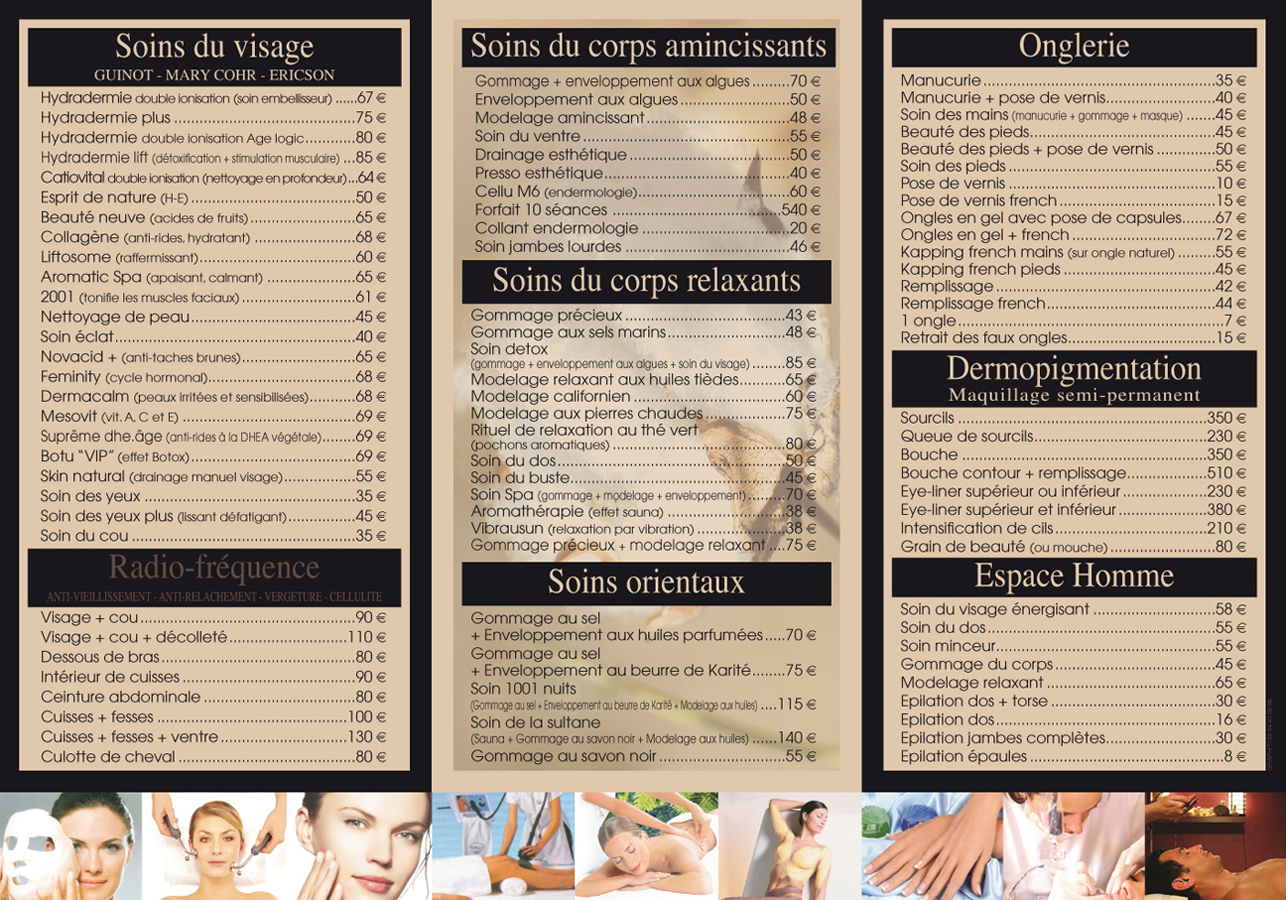 Soins du visage
GUINOT - MARY COHR - ERICSON
Hydradermie double ionisation (soin embellisseur) ......67 €
Hydradermie plus ..........75 €
Hydradermie double ionisation Age logic..........80 €
Hydradermie lift (détoxification + stimulation musculaire) ...85 €
Catiovital double ionisation (nettoyage en profondeur)...64 €
Esprit de nature (H-E) ..........50 €
Beauté neuve (acides de fruits)..........65 €
Collagène (anti-rides, hydratant) ..........68 €
Liftosome (raffermissant)..........60 €
Aromatic Spa (apaisant, calmant) ..........65 €
2001 (tonifie les muscles faciaux) ..........61 €
Nettoyage de peau..........45 €
Soin éclat..........40 €
Novacid + (anti-taches brunes)..........65 €
Feminity (cycle hormonal)..........68 €
Dermacalm (peaux irritées et sensibilisées)..........68 €
Mesovit (vit. A, C et E) ..........69 €
Suprême dhe.âge (anti-rides à la DHEA végétale)........69 €
Botu “VIP” (effet Botox)..........69 €
Skin natural (drainage manuel visage)..........55 €
Soin des yeux ..........35 €
Soin des yeux plus (lissant défatigant)..........45 €
Soin du cou ..........35 €
Radio-fréquence
ANTI-VIEILLISSEMENT - ANTI-RELACHEMENT - VERGETURE - CELLULITE
Visage + cou..........90 €
Visage + cou + décolleté..........110 €
Dessous de bras..........80 €
Intérieur de cuisses ..........90 €
Ceinture abdominale ..........80 €
Cuisses + fesses ..........100 €
Cuisses + fesses + ventre..........130 €
Culotte de cheval ..........80 €
Soins du corps amincissants
Gommage + enveloppement aux algues .........70 €
Enveloppement aux algues ..........50 €
Modelage amincissant..........48 €
Soin du ventre ..........55 €
Drainage esthétique ..........50 €
Presso esthétique..........40 €
Cellu M6 (endermologie)..........60 €
Forfait 10 séances ..........540 €
Collant endermologie ..........20 €
Soin jambes lourdes ..........46 €
Soins du corps relaxants
Gommage précieux ..........43 €
Gommage aux sels marins..........48 €
Soin detox
(gommage + enveloppement aux algues + soin du visage) ........85 €
Modelage relaxant aux huiles tièdes..........65 €
Modelage californien ..........60 €
Modelage aux pierres chaudes ..........75 €
Rituel de relaxation au thé vert
(pochons aromatiques) ..........80 €
Soin du dos..........50 €
Soin du buste..........45 €
Soin Spa (gommage + modelage + enveloppement).........70 €
Aromathérapie (effet sauna) ..........38 €
Vibrausun (relaxation par vibration) ..........38 €
Gommage précieux + modelage relaxant ....75 €
Soins orientaux
Gommage au sel
+ Enveloppement aux huiles parfumées.....70 €
Gommage au sel
+ Enveloppement au beurre de Karité........75 €
Soin 1001 nuits
(Gommage au sel + Enveloppement au beurre de Karité + Modelage aux huiles) ....115 €
Soin de la sultane
(Sauna + Gommage au savon noir + Modelage aux huiles) ......140 €
Gommage au savon noir ..........55 €
Onglerie
Manucurie ..........35 €
Manucurie + pose de vernis..........40 €
Soin des mains (manucurie + gommage + masque) .......45 €
Beauté des pieds..........45 €
Beauté des pieds + pose de vernis ..........50 €
Soin des pieds ..........55 €
Pose de vernis ..........10 €
Pose de vernis french ..........15 €
Ongles en gel avec pose de capsules........67 €
Ongles en gel + french ..........72 €
Kapping french mains (sur ongle naturel) .........55 €
Kapping french pieds ..........45 €
Remplissage ..........42 €
Remplissage french..........44 €
1 ongle..........7 €
Retrait des faux ongles..........15 €
Dermopigmentation
Maquillage semi-permanent
Sourcils ..........350 €
Queue de sourcils..........230 €
Bouche ..........350 €
Bouche contour + remplissage..........510 €
Eye-liner supérieur ou inférieur ..........230 €
Eye-liner supérieur et inférieur ..........380 €
Intensification de cils..........210 €
Grain de beauté (ou mouche) ..........80 €
Espace Homme
Soin du visage énergisant ..........58 €
Soin du dos..........55 €
Soin minceur..........55 €
Gommage du corps..........45 €
Modelage relaxant ..........65 €
Epilation dos + torse ..........30 €
Epilation dos..........16 €
Epilation jambes complètes..........30 €
Epilation épaules ..........8 €